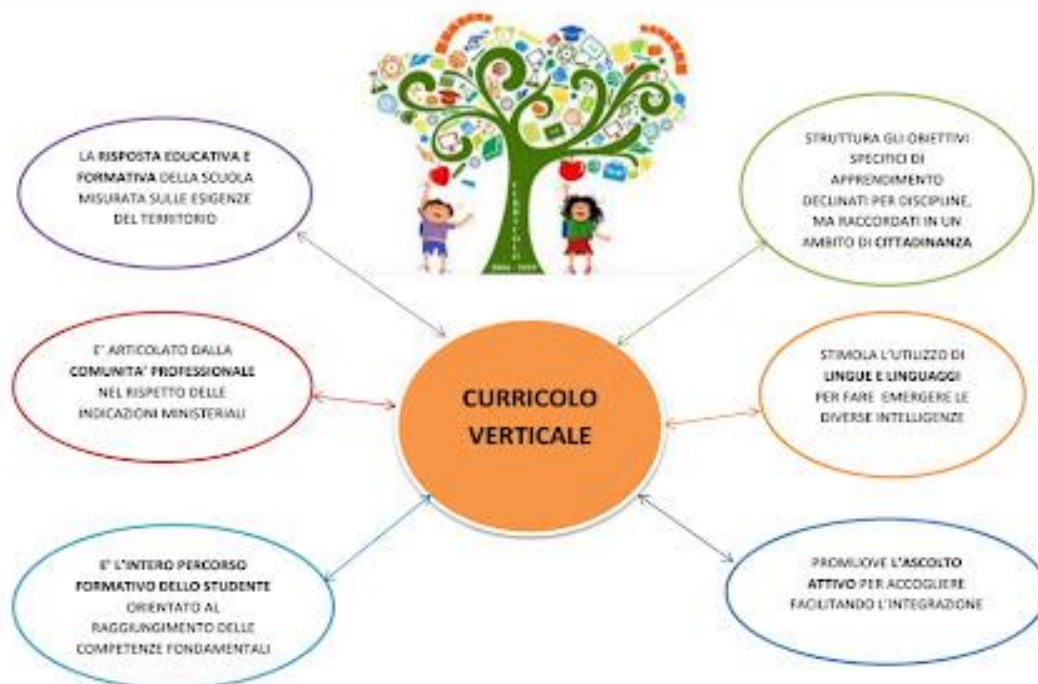 LA RISPOSTA EDUCATIVA E
FORMATIVA DELLA SCUOLA
MISURATA SULLE ESIGENZE
DEL TERRITORIO
STRUTTURA GLI OBIETTIVI
SPECIFICI DI
APPRENDIMENTO
DECLINATI PER DISCIPLINE,
MA RACCORDATI IN UN
AMBITO DI CITTADINANZA
E' ARTICOLATO DALLA
COMUNITA' PROFESSIONALE
NEL RISPETTO DELLE
INDICAZIONI MINISTERIALI
CURRICOLO
VERTICALE
STIMOLA L'UTILIZZO DI
LINGUE E LINGUAGGI
PER FARE EMERGERE LE
DIVERSE INTELLIGENZE
E' L'INTERO PERCORSO
FORMATIVO DELLO STUDENTE
ORIENTATO AL
RAGGIUNGIMENTO DELLE
COMPETENZE FONDAMENTALI
PROMUOVE L'ASCOLTO
ATTIVO PER ACCOGLIERE
FACILITANDO L'INTEGRAZIONE